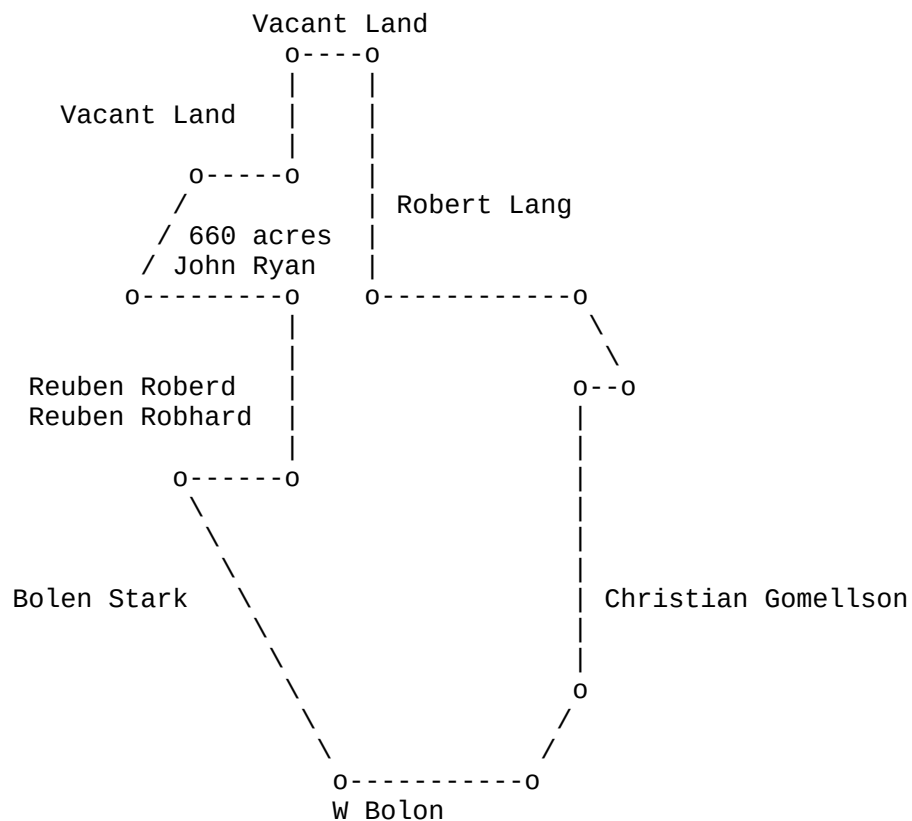 Vacant Land
Vacant Land
Robert Lang
660 acres
John Ryan
Reuben Roberd
Reuben Robhard
Bolen Stark
Christian Gomellson
W Bolon